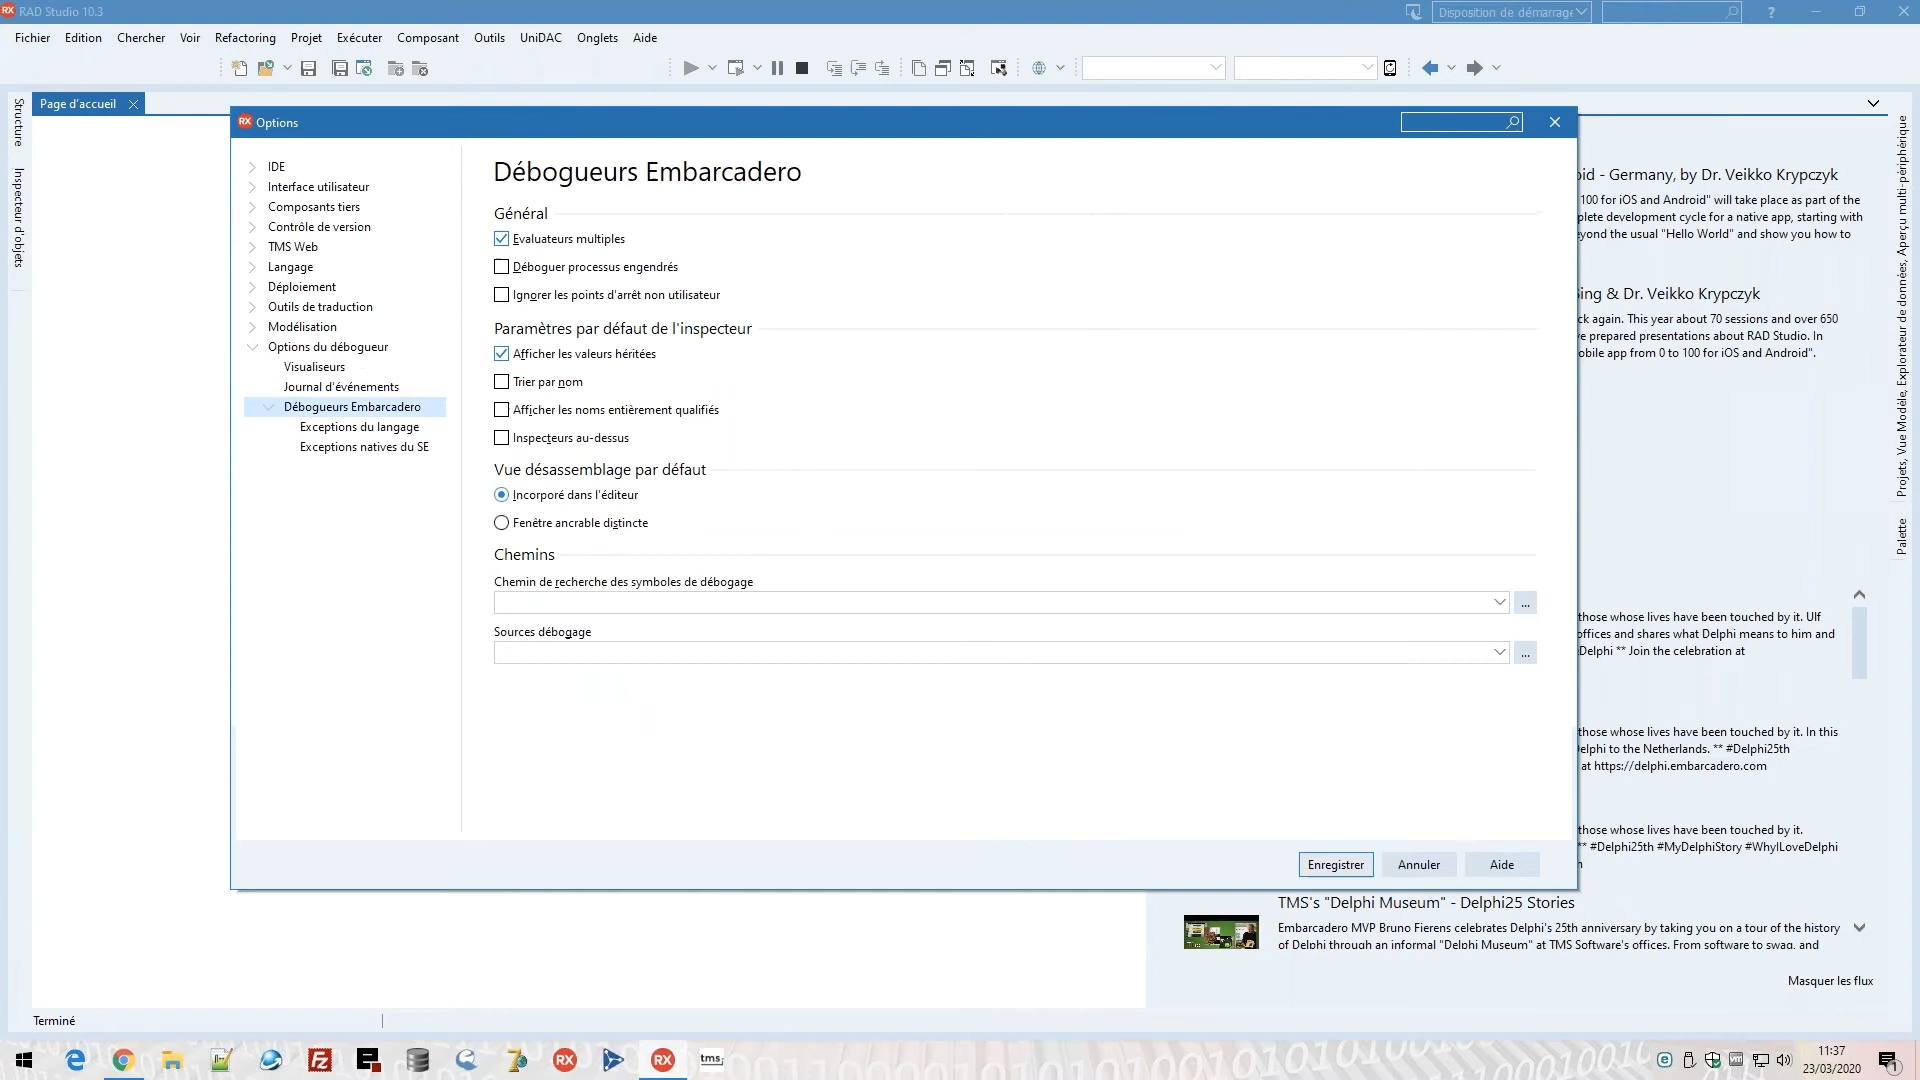 RX RAD Studio 10.3
Disposition de démarrage
?
Fichier Edition Chercher Voir Refactoring Projet Exécuter Composant Outils UniDAC Onglets Aide
Structure
Inspecteur d'objets
Page d'accueil
RX Options
IDE
Interface utilisateur
Composants tiers
Contrôle de version
TMS Web
Langage
Déploiement
Outils de traduction
Modélisation
Options du débogueur
Visualiseurs
Journal d'événements
Débogueurs Embarcadero
Exceptions du langage
Exceptions natives du SE
Débogueurs Embarcadero
Général
Evaluateurs multiples
Déboguer processus engendrés
Ignorer les points d'arrêt non utilisateur
Paramètres par défaut de l'inspecteur
Afficher les valeurs héritées
Trier par nom
Afficher les noms entièrement qualifiés
Inspecteurs au-dessus
Vue désassemblage par défaut
Incorporé dans l'éditeur
Fenêtre ancrable distincte
Chemins
Chemin de recherche des symboles de débogage
...
Sources débogage
...
Enregistrer Annuler Aide
oid - Germany, by Dr. Veikko Krypczyk
100 for iOS and Android" will take place as part of the
plete development cycle for a native app, starting with
eyond the usual "Hello World" and show you how to
ing & Dr. Veikko Krypczyk
ck again. This year about 70 sessions and over 650
e prepared presentations about RAD Studio. In
obile app from 0 to 100 for iOS and Android".
those whose lives have been touched by it. Ulf
offices and shares what Delphi means to him and
Delphi ** Join the celebration at
those whose lives have been touched by it. In this
elphi to the Netherlands. ** #Delphi25th
at https://delphi.embarcadero.com
those whose lives have been touched by it.
** #Delphi25th #MyDelphiStory #WhyILoveDelphi
TMS's "Delphi Museum" - Delphi25 Stories
Embarcadero MVP Bruno Fierens celebrates Delphi's 25th anniversary by taking you on a tour of the history
of Delphi through an informal "Delphi Museum" at TMS Software's offices. From software to swag, and
Masquer les flux
Projets, Vue Modèle, Explorateur de données, Aperçu multi-périphérique
Palette
Terminé
RX RX tms
11:37
23/03/2020
1